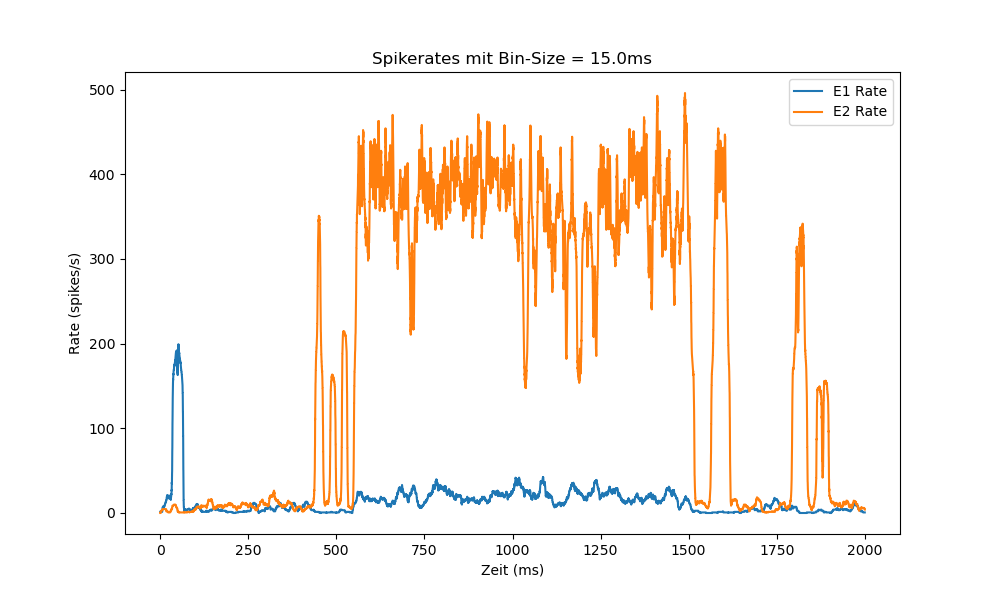 Spikerates mit Bin-Size = 15.0ms
E1 Rate
E2 Rate
Rate (spikes/s)
500
400
300
200
100
0
0 250 500 750 1000 1250 1500 1750 2000
Zeit (ms)